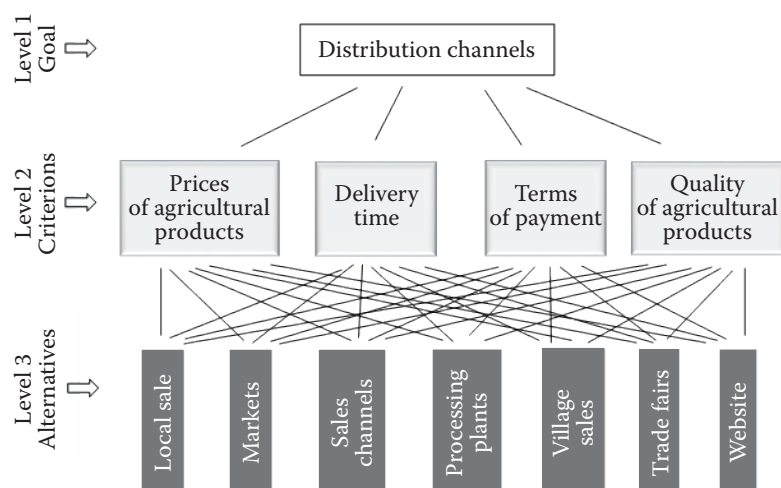 Level 1
Goal
Distribution channels
Level 2
Criterions
Prices
of agricultural
products
Delivery
time
Terms
of payment
Quality
of agricultural
products
Level 3
Alternatives
Local sale
Markets
Sales
channels
Processing
plants
Village
sales
Trade fairs
Website